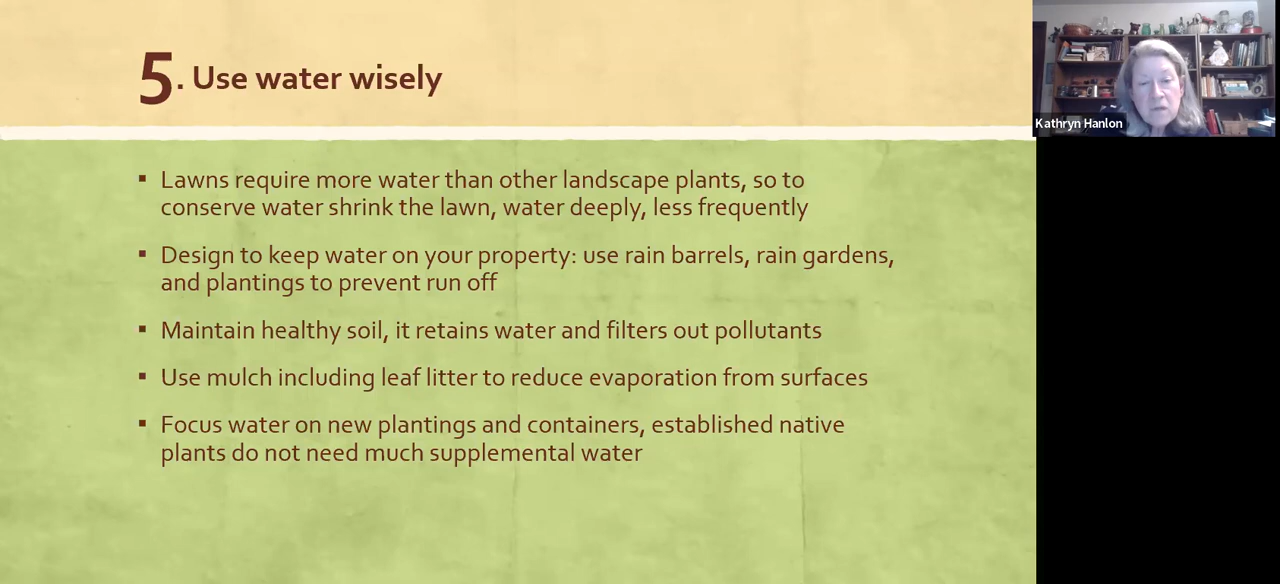 5. Use water wisely
Kathryn Hanlon
▪ Lawns require more water than other landscape plants, so to
conserve water shrink the lawn, water deeply, less frequently
▪ Design to keep water on your property: use rain barrels, rain gardens,
and plantings to prevent run off
▪ Maintain healthy soil, it retains water and filters out pollutants
▪ Use mulch including leaf litter to reduce evaporation from surfaces
▪ Focus water on new plantings and containers, established native
plants do not need much supplemental water